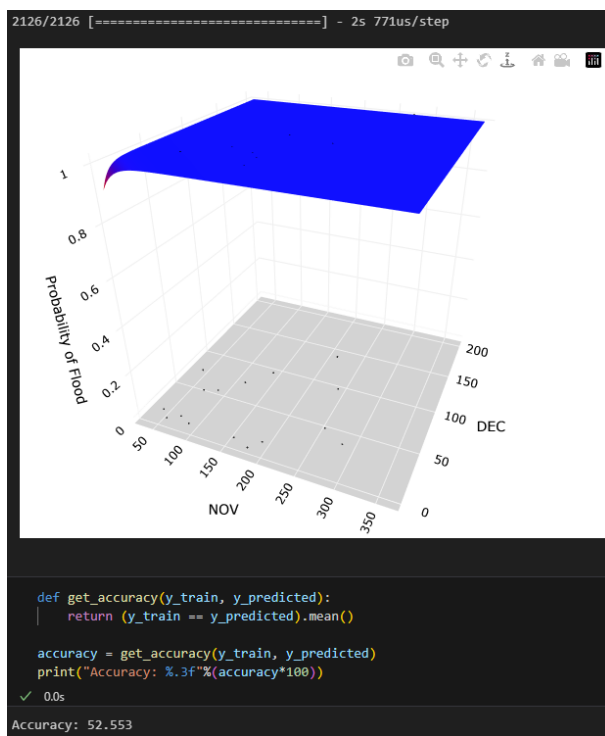 2126/2126 [==============================] - 2s 771us/step
z
1
0.8
0.6
0.4
0.2
0
Probability of Flood
50
100
150
200
250
300
350
NOV
200
150
100
50
0
DEC
def get_accuracy(y_train, y_predicted):
    return (y_train == y_predicted).mean()
accuracy = get_accuracy(y_train, y_predicted)
print("Accuracy: %.3f"%(accuracy*100))
✓ 0.0s
Accuracy: 52.553